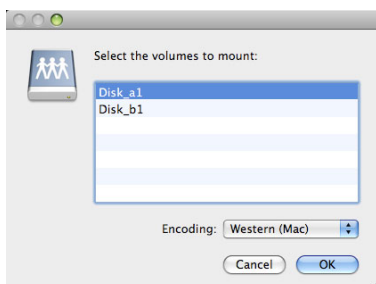 Select the volumes to mount:
Disk_a1
Disk_b1
Encoding: Western (Mac)
Cancel OK